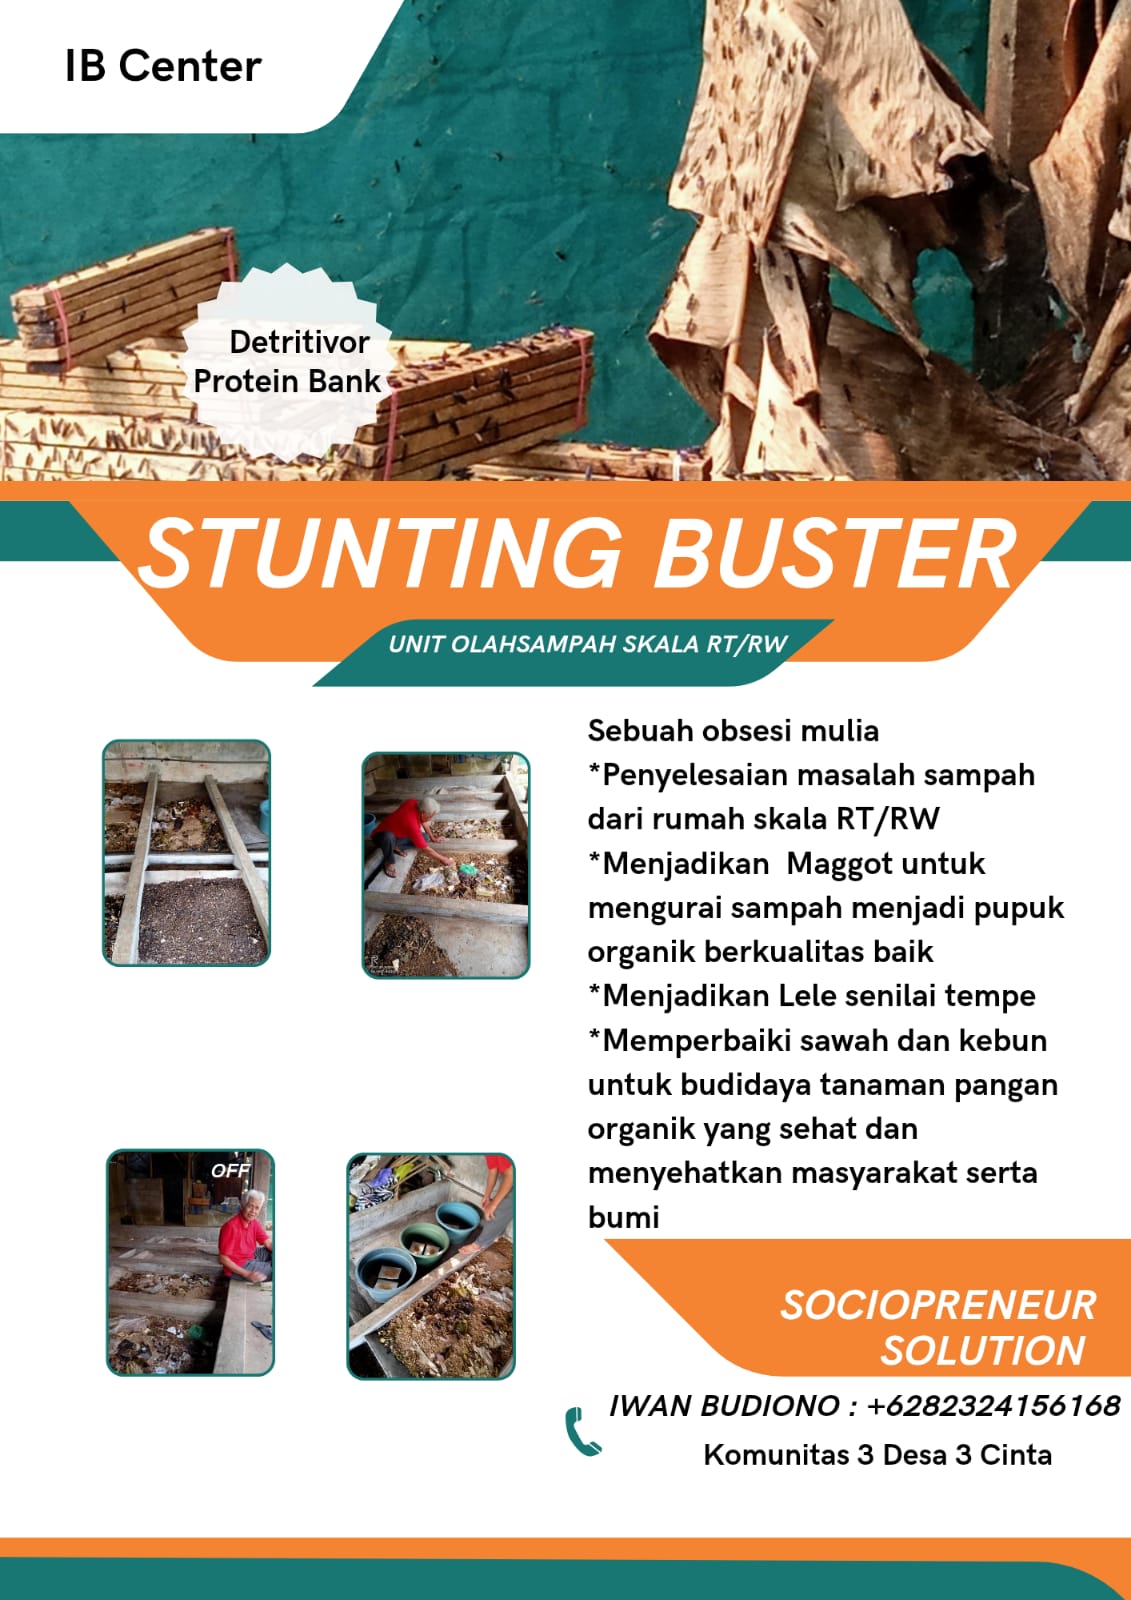 IB Center
Detritivor
Protein Bank
STUNTING BUSTER
UNIT OLAHSAMPAH SKALA RT/RW
Sebuah obsesi mulia
*Penyelesaian masalah sampah
dari rumah skala RT/RW
*Menjadikan  Maggot untuk
mengurai sampah menjadi pupuk
organik berkualitas baik
*Menjadikan Lele senilai tempe
*Memperbaiki sawah dan kebun
untuk budidaya tanaman pangan
organik yang sehat dan
menyehatkan masyarakat serta
bumi
OFF
SOCIOPRENEUR
SOLUTION
IWAN BUDIONO : +6282324156168
Komunitas 3 Desa 3 Cinta